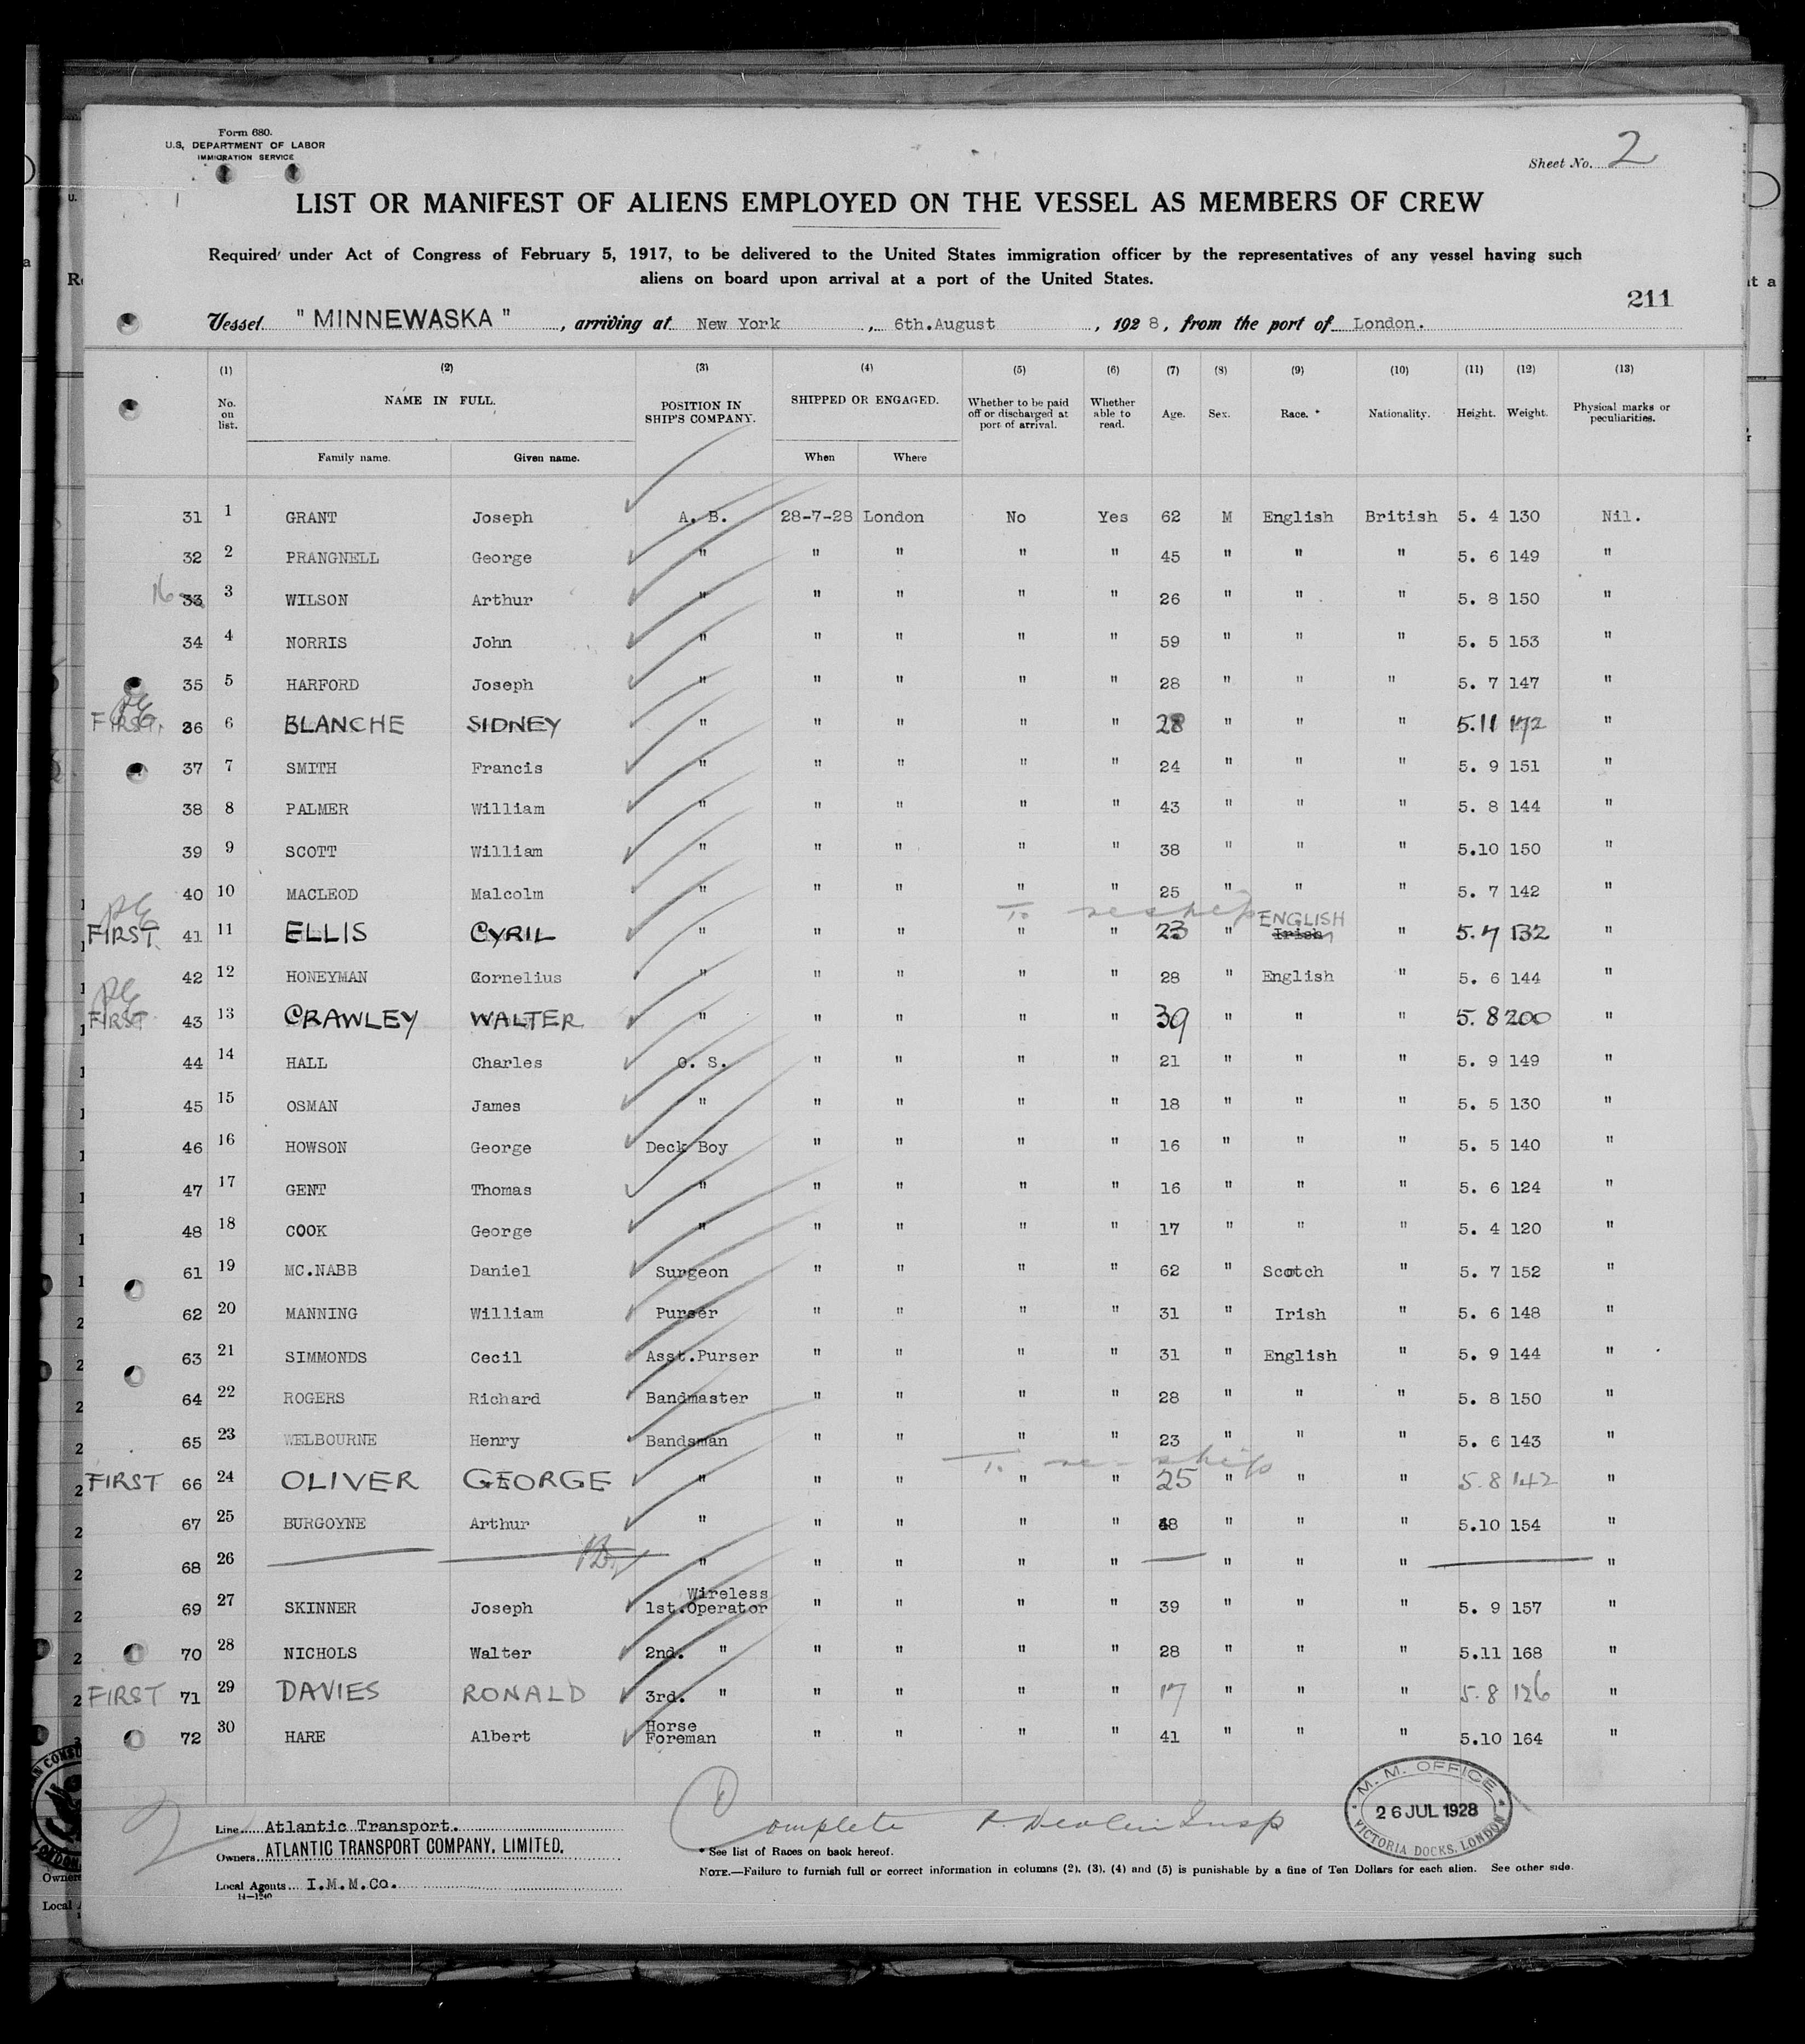 Form 680.
U.S. DEPARTMENT OF LABOR
IMMIGRATION SERVICE
Sheet No. 2
LIST OR MANIFEST OF ALIENS EMPLOYED ON THE VESSEL AS MEMBERS OF CREW
Required under Act of Congress of February 5, 1917, to be delivered to the United States immigration officer by the representatives of any vessel having such
aliens on board upon arrival at a port of the United States.
211
Vessel " MINNEWASKA " , arriving at New York , 6th.August , 192 8, from the port of London.
(1) (2) (3) (4) (5) (6) (7) (8) (9) (10) (11) (12) (13)
No. on list. NAME IN FULL. POSITION IN SHIP'S COMPANY. SHIPPED OR ENGAGED. Whether to be paid off or discharged at port of arrival. Whether able to read. Age. Sex. Race. * Nationality. Height. Weight. Physical marks or peculiarities.
Family name. Given name. When Where
31 1 GRANT Joseph A. B. 28-7-28 London No Yes 62 M English British 5. 4 130 Nil.
32 2 PRANGNELL George " " " " " 45 " " " 5. 6 149 "
16 33 3 WILSON Arthur " " " " " 26 " " " 5. 8 150 "
34 4 NORRIS John " " " " " 59 " " " 5. 5 153 "
35 5 HARFORD Joseph " " " " " 28 " " " 5. 7 147 "
FIRST. 36 6 BLANCHE SIDNEY " " " " " 28 " " " 5.11 172 "
37 7 SMITH Francis " " " " " 24 " " " 5. 9 151 "
38 8 PALMER William " " " " " 43 " " " 5. 8 144 "
39 9 SCOTT William " " " " " 38 " " " 5.10 150 "
40 10 MACLEOD Malcolm " " " " " 25 " " " 5. 7 142 "
To reship
FIRST. 41 11 ELLIS CYRIL " " " " " 23 " ENGLISH Irish " 5. 7 132 "
42 12 HONEYMAN Cornelius " " " " " 28 " English " 5. 6 144 "
FIRST 43 13 CRAWLEY WALTER " " " " " 39 " " " 5. 8 200 "
44 14 HALL Charles O. S. " " " " 21 " " " 5. 9 149 "
45 15 OSMAN James " " " " " 18 " " " 5. 5 130 "
46 16 HOWSON George Deck Boy " " " " 16 " " " 5. 5 140 "
47 17 GENT Thomas " " " " " 16 " " " 5. 6 124 "
48 18 COOK George " " " " " 17 " " " 5. 4 120 "
61 19 MC.NABB Daniel Surgeon " " " " 62 " Scotch " 5. 7 152 "
62 20 MANNING William Purser " " " " 31 " Irish " 5. 6 148 "
63 21 SIMMONDS Cecil Asst.Purser " " " " 31 " English " 5. 9 144 "
64 22 ROGERS Richard Bandmaster " " " " 28 " " " 5. 8 150 "
65 23 WELBOURNE Henry Bandsman " " " " 23 " " " 5. 6 143 "
To re-ship
FIRST 66 24 OLIVER GEORGE " " " " " 25 " " " 5.8 142 "
67 25 BURGOYNE Arthur " " " " " 48 " " " 5.10 154 "
68 26 " " " " " " " " "
69 27 SKINNER Joseph 1st. Wireless Operator " " " " 39 " " " 5. 9 157 "
70 28 NICHOLS Walter 2nd. " " " " " 28 " " " 5.11 168 "
FIRST 71 29 DAVIES RONALD 3rd. " " " " " 17 " " " 5.8 126 "
72 30 HARE Albert Horse Foreman " " " " 41 " " " 5.10 164 "
2
Line Atlantic Transport.
Owners ATLANTIC TRANSPORT COMPANY, LIMITED.
Local Agents I.M.M.Co.
14—1240
Complete Insp
* See list of Races on back hereof.
NOTE.—Failure to furnish full or correct information in columns (2), (3), (4) and (5) is punishable by a fine of Ten Dollars for each alien. See other side.
M. M. OFFICE
26 JUL 1928
VICTORIA DOCKS, LONDON